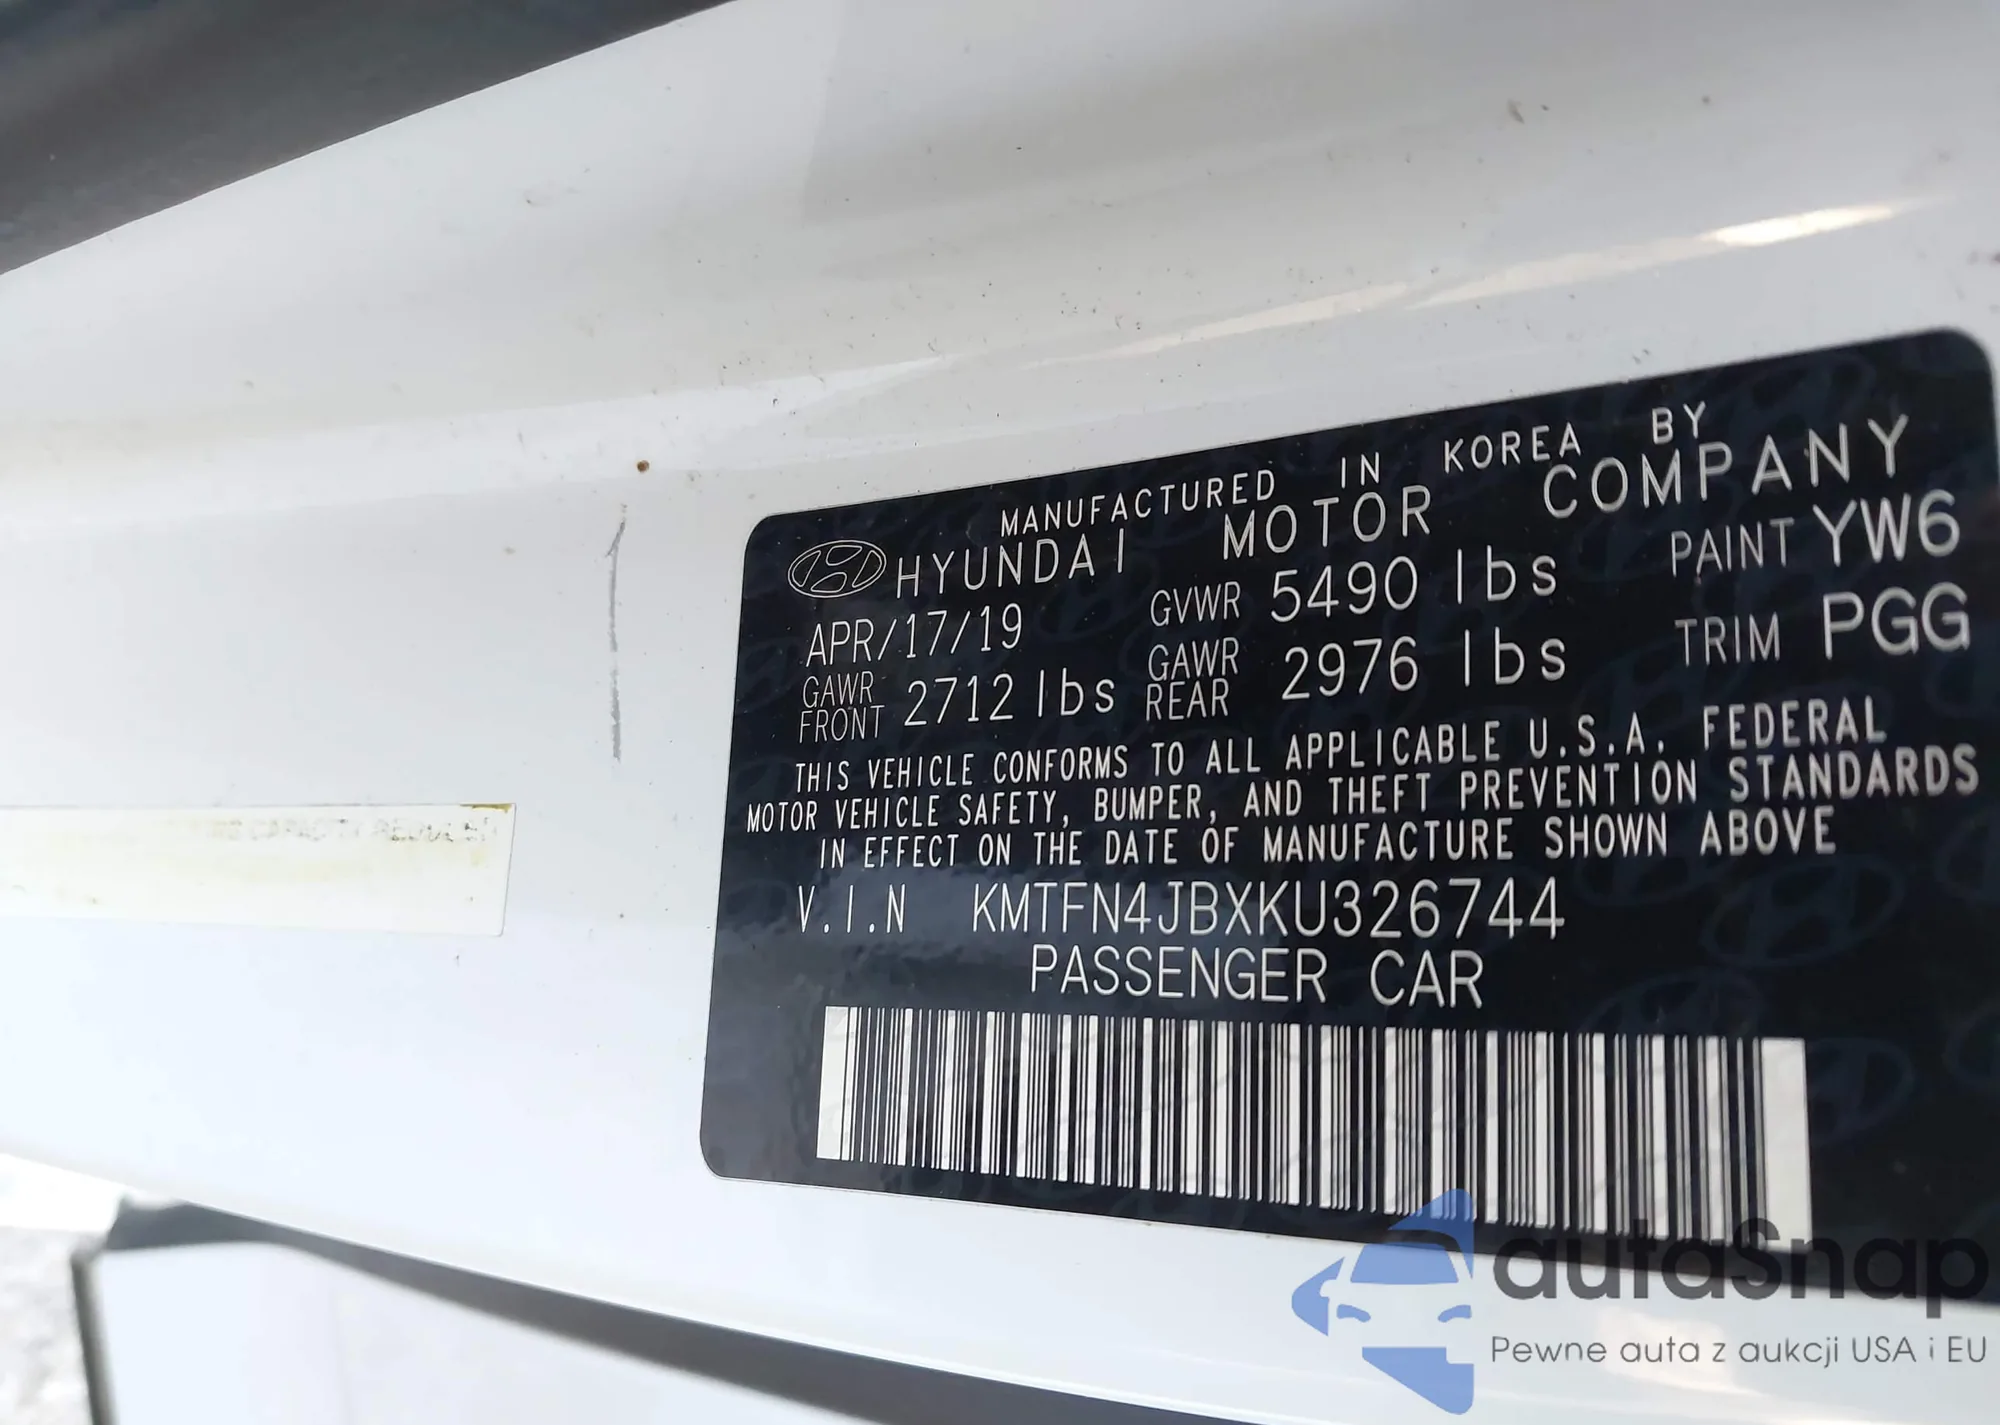 MANUFACTURED IN KOREA BY
HYUNDAI MOTOR COMPANY
APR/17/19 GVWR 5490 lbs PAINT YW6
GAWR FRONT 2712 lbs GAWR REAR 2976 lbs TRIM PGG
THIS VEHICLE CONFORMS TO ALL APPLICABLE U.S.A. FEDERAL
MOTOR VEHICLE SAFETY, BUMPER, AND THEFT PREVENTION STANDARDS
IN EFFECT ON THE DATE OF MANUFACTURE SHOWN ABOVE
V.I.N KMTFN4JBXKU326744
PASSENGER CAR
CAPACITY REDUCED
autaSnap
Pewne auta z aukcji USA i EU